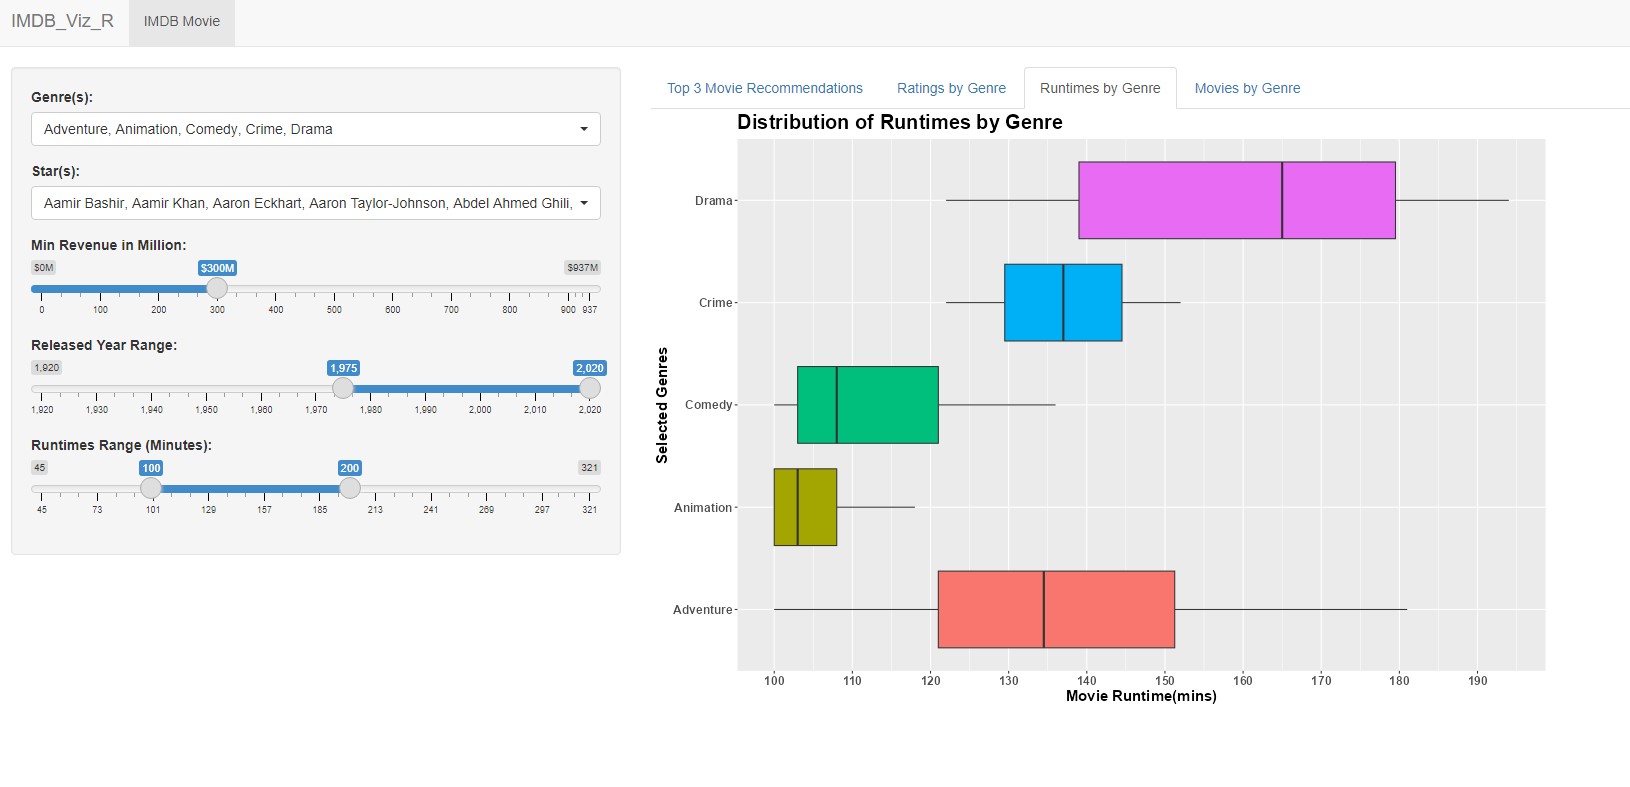 IMDB_Viz_R IMDB Movie
Genre(s):
Adventure, Animation, Comedy, Crime, Drama
Star(s):
Aamir Bashir, Aamir Khan, Aaron Eckhart, Aaron Taylor-Johnson, Abdel Ahmed Ghili,
Min Revenue in Million:
$0M $300M $937M
0 100 200 300 400 500 600 700 800 900 937
Released Year Range:
1,920 1,975 2,020
1,920 1,930 1,940 1,950 1,960 1,970 1,980 1,990 2,000 2,010 2,020
Runtimes Range (Minutes):
45 100 200 321
45 73 101 129 157 185 213 241 269 297 321
Top 3 Movie Recommendations Ratings by Genre Runtimes by Genre Movies by Genre
Distribution of Runtimes by Genre
Selected Genres
Drama
Crime
Comedy
Animation
Adventure
100 110 120 130 140 150 160 170 180 190
Movie Runtime(mins)